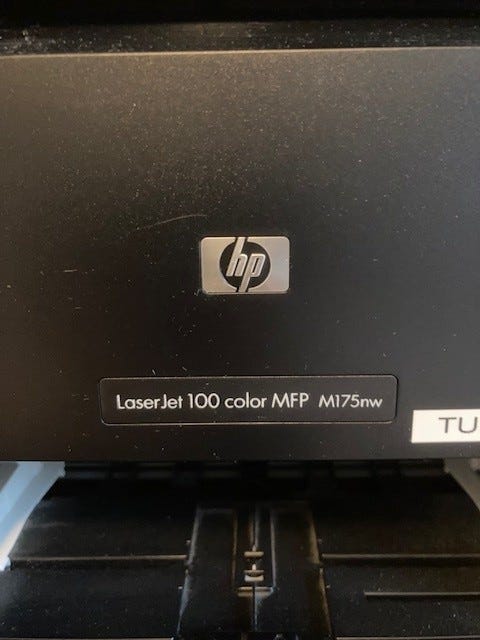 hp
LaserJet 100 color MFP M175nw
TU